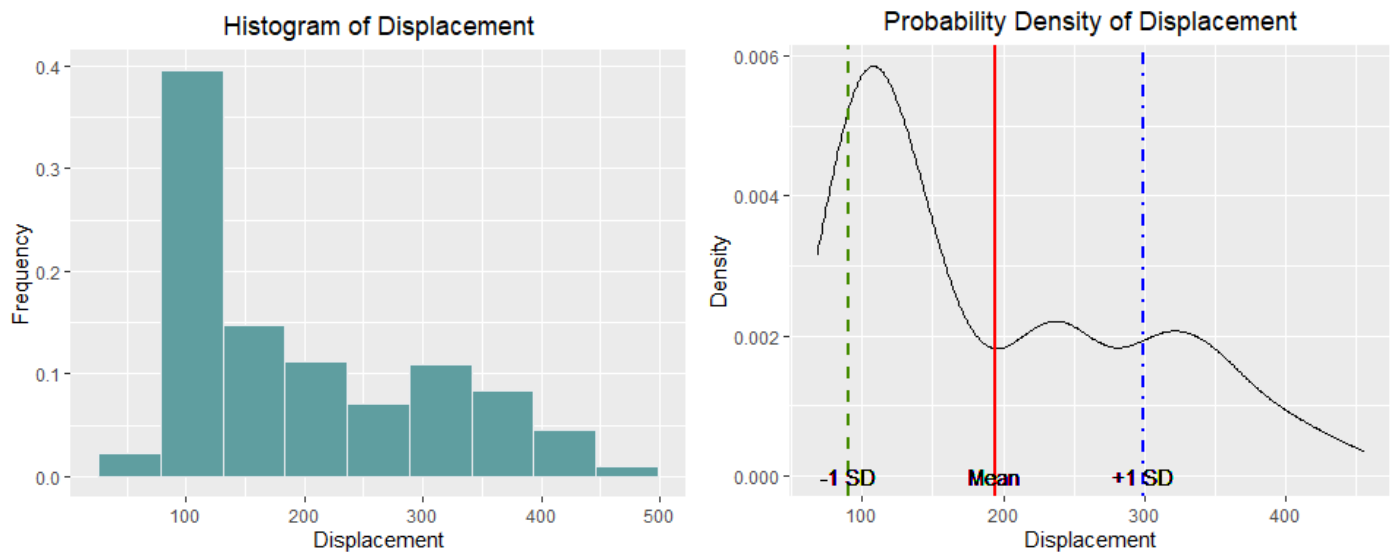 Histogram of Displacement
0.4
0.3
0.2
0.1
0.0
Frequency
100 200 300 400 500
Displacement
Probability Density of Displacement
0.006
0.004
0.002
0.000
Density
-1 SD Mean +1 SD
100 200 300 400
Displacement